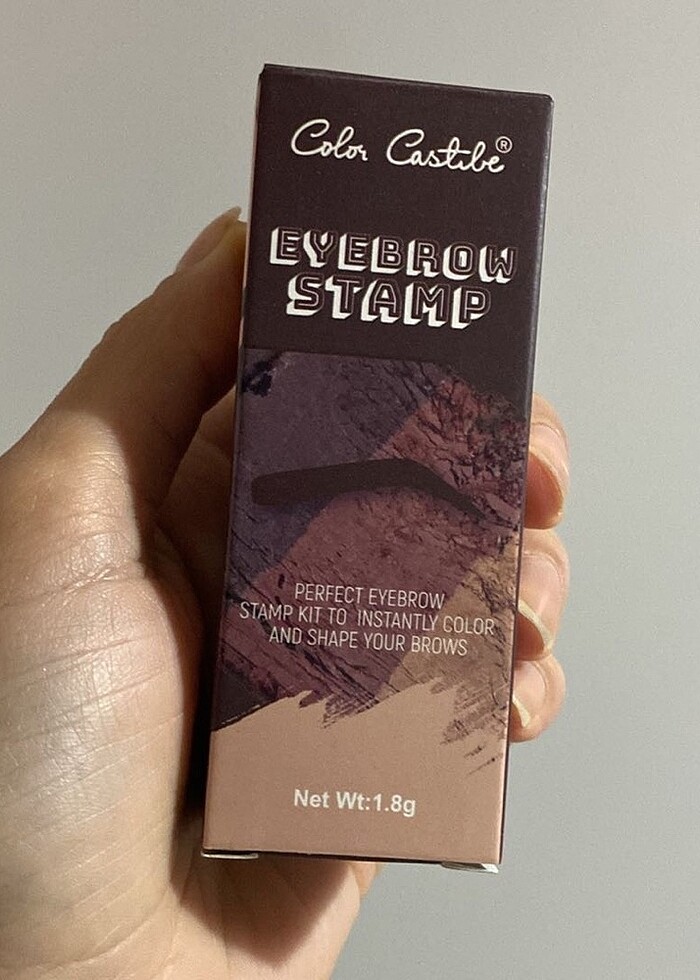 Color Castibe®
EYEBROW
STAMP
PERFECT EYEBROW
STAMP KIT TO INSTANTLY COLOR
AND SHAPE YOUR BROWS
Net Wt:1.8g